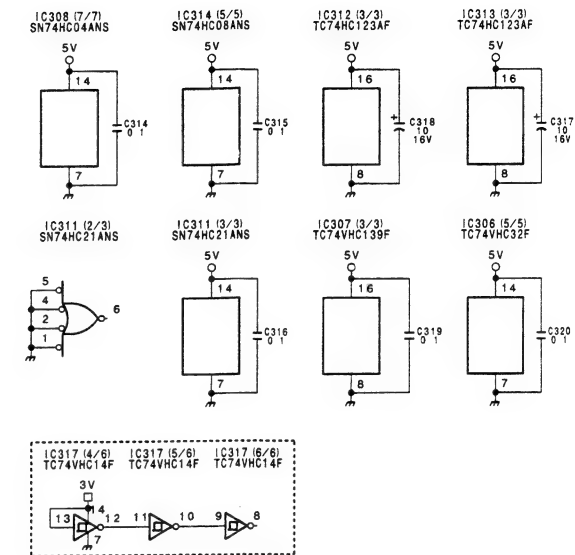 IC308 (7/7)
SN74HC04ANS
5V
14
C314
0.1
7
IC314 (5/5)
SN74HC08ANS
5V
14
C315
0.1
7
IC312 (3/3)
TC74HC123AF
5V
16
+
C318
10
16V
8
IC313 (3/3)
TC74HC123AF
5V
16
+
C317
10
16V
8
IC311 (2/3)
SN74HC21ANS
5
4
2
1
6
IC311 (3/3)
SN74HC21ANS
5V
14
C316
0.1
7
IC307 (3/3)
TC74VHC139F
5V
16
C319
0.1
8
IC306 (5/5)
TC74VHC32F
5V
14
C320
0.1
7
IC317 (4/6)
TC74VHC14F
3V
14
13
12
7
IC317 (5/6)
TC74VHC14F
11
10
IC317 (6/6)
TC74VHC14F
9
8